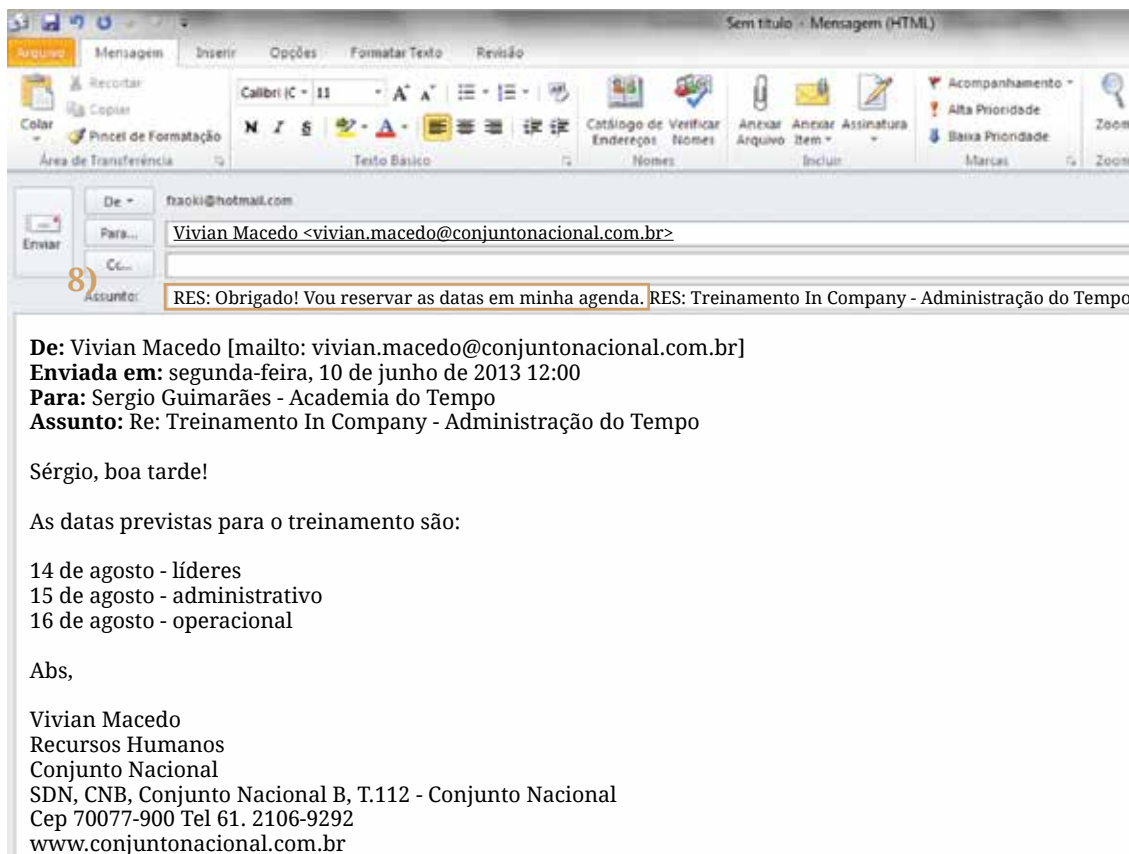 Sem título - Mensagem (HTML)
Arquivo Mensagem Inserir Opções Formatar Texto Revisão
Recortar
Copiar
Pincel de Formatação
Colar
Área de Transferência
Calibri (C 11
N I S
Texto Básico
Catálogo de Endereços
Verificar Nomes
Nomes
Anexar Arquivo
Anexar Item
Assinatura
Incluir
Acompanhamento
Alta Prioridade
Baixa Prioridade
Marcas
Zoom
Zoom
Enviar
De fraoki@hotmail.com
Para... Vivian Macedo <vivian.macedo@conjuntonacional.com.br>
Cc...
8)
Assunto: RES: Obrigado! Vou reservar as datas em minha agenda. RES: Treinamento In Company - Administração do Tempo
De: Vivian Macedo [mailto: vivian.macedo@conjuntonacional.com.br]
Enviada em: segunda-feira, 10 de junho de 2013 12:00
Para: Sergio Guimarães - Academia do Tempo
Assunto: Re: Treinamento In Company - Administração do Tempo
Sérgio, boa tarde!
As datas previstas para o treinamento são:
14 de agosto - líderes
15 de agosto - administrativo
16 de agosto - operacional
Abs,
Vivian Macedo
Recursos Humanos
Conjunto Nacional
SDN, CNB, Conjunto Nacional B, T.112 - Conjunto Nacional
Cep 70077-900 Tel 61. 2106-9292
www.conjuntonacional.com.br